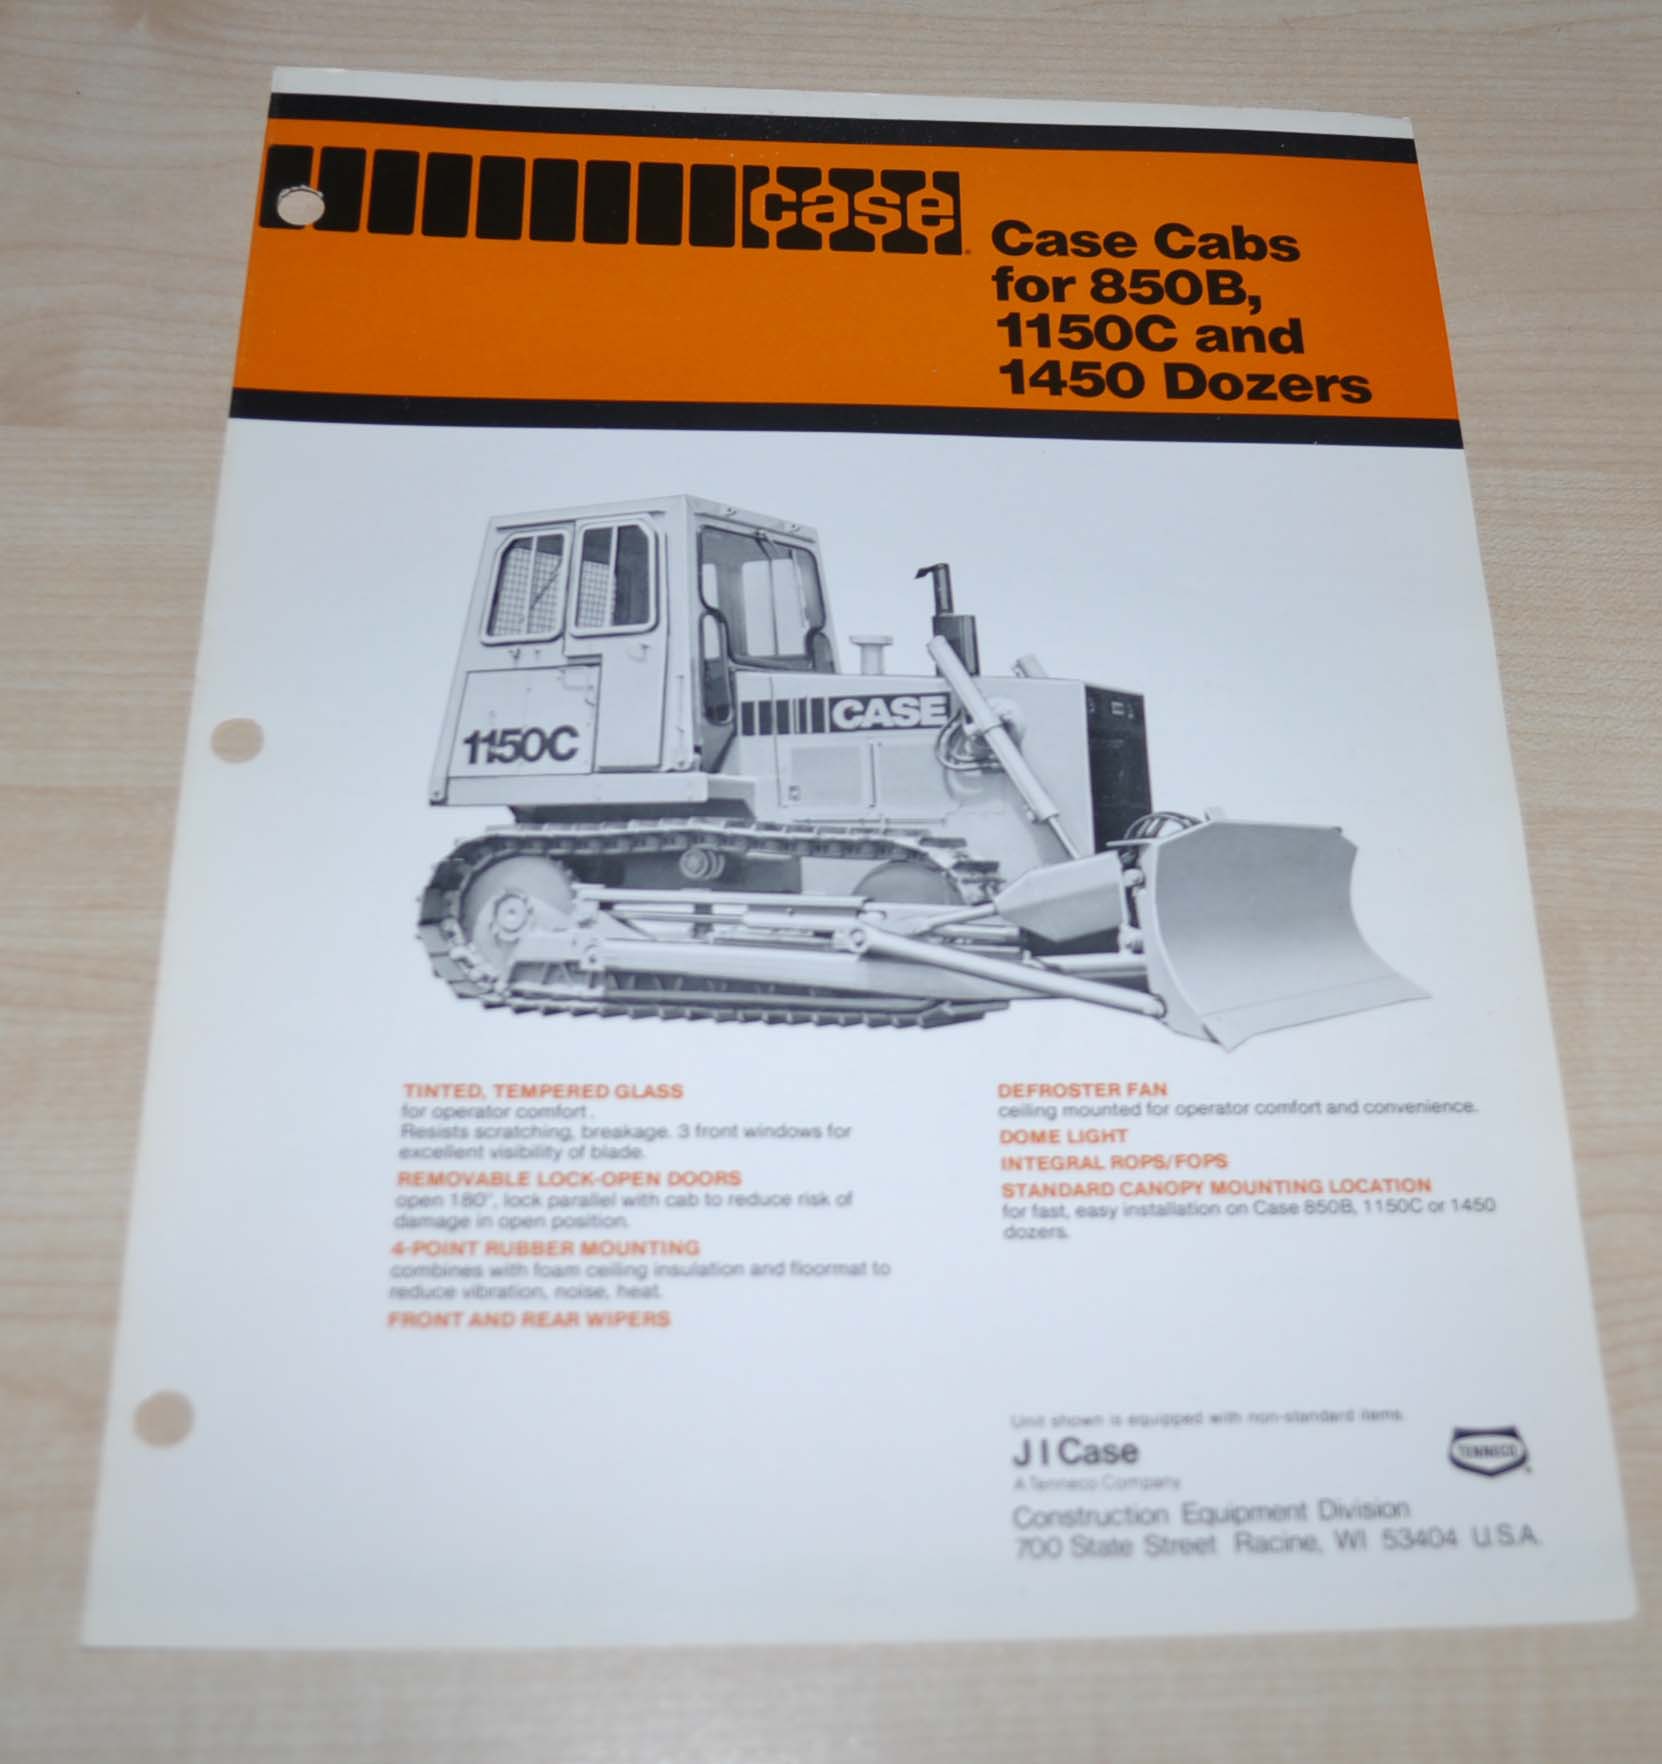 case
Case Cabs
for 850B,
1150C and
1450 Dozers
1150C
CASE
TINTED, TEMPERED GLASS
for operator comfort.
Resists scratching, breakage. 3 front windows for
excellent visibility of blade.
REMOVABLE LOCK-OPEN DOORS
open 180°, lock parallel with cab to reduce risk of
damage in open position.
4-POINT RUBBER MOUNTING
combines with foam ceiling insulation and floormat to
reduce vibration, noise, heat.
FRONT AND REAR WIPERS
DEFROSTER FAN
ceiling mounted for operator comfort and convenience.
DOME LIGHT
INTEGRAL ROPS/FOPS
STANDARD CANOPY MOUNTING LOCATION
for fast, easy installation on Case 850B, 1150C or 1450
dozers.
Unit shown is equipped with non-standard items.
J I Case
A Tenneco Company
TENNECO
Construction Equipment Division
700 State Street Racine, WI 53404 U.S.A.